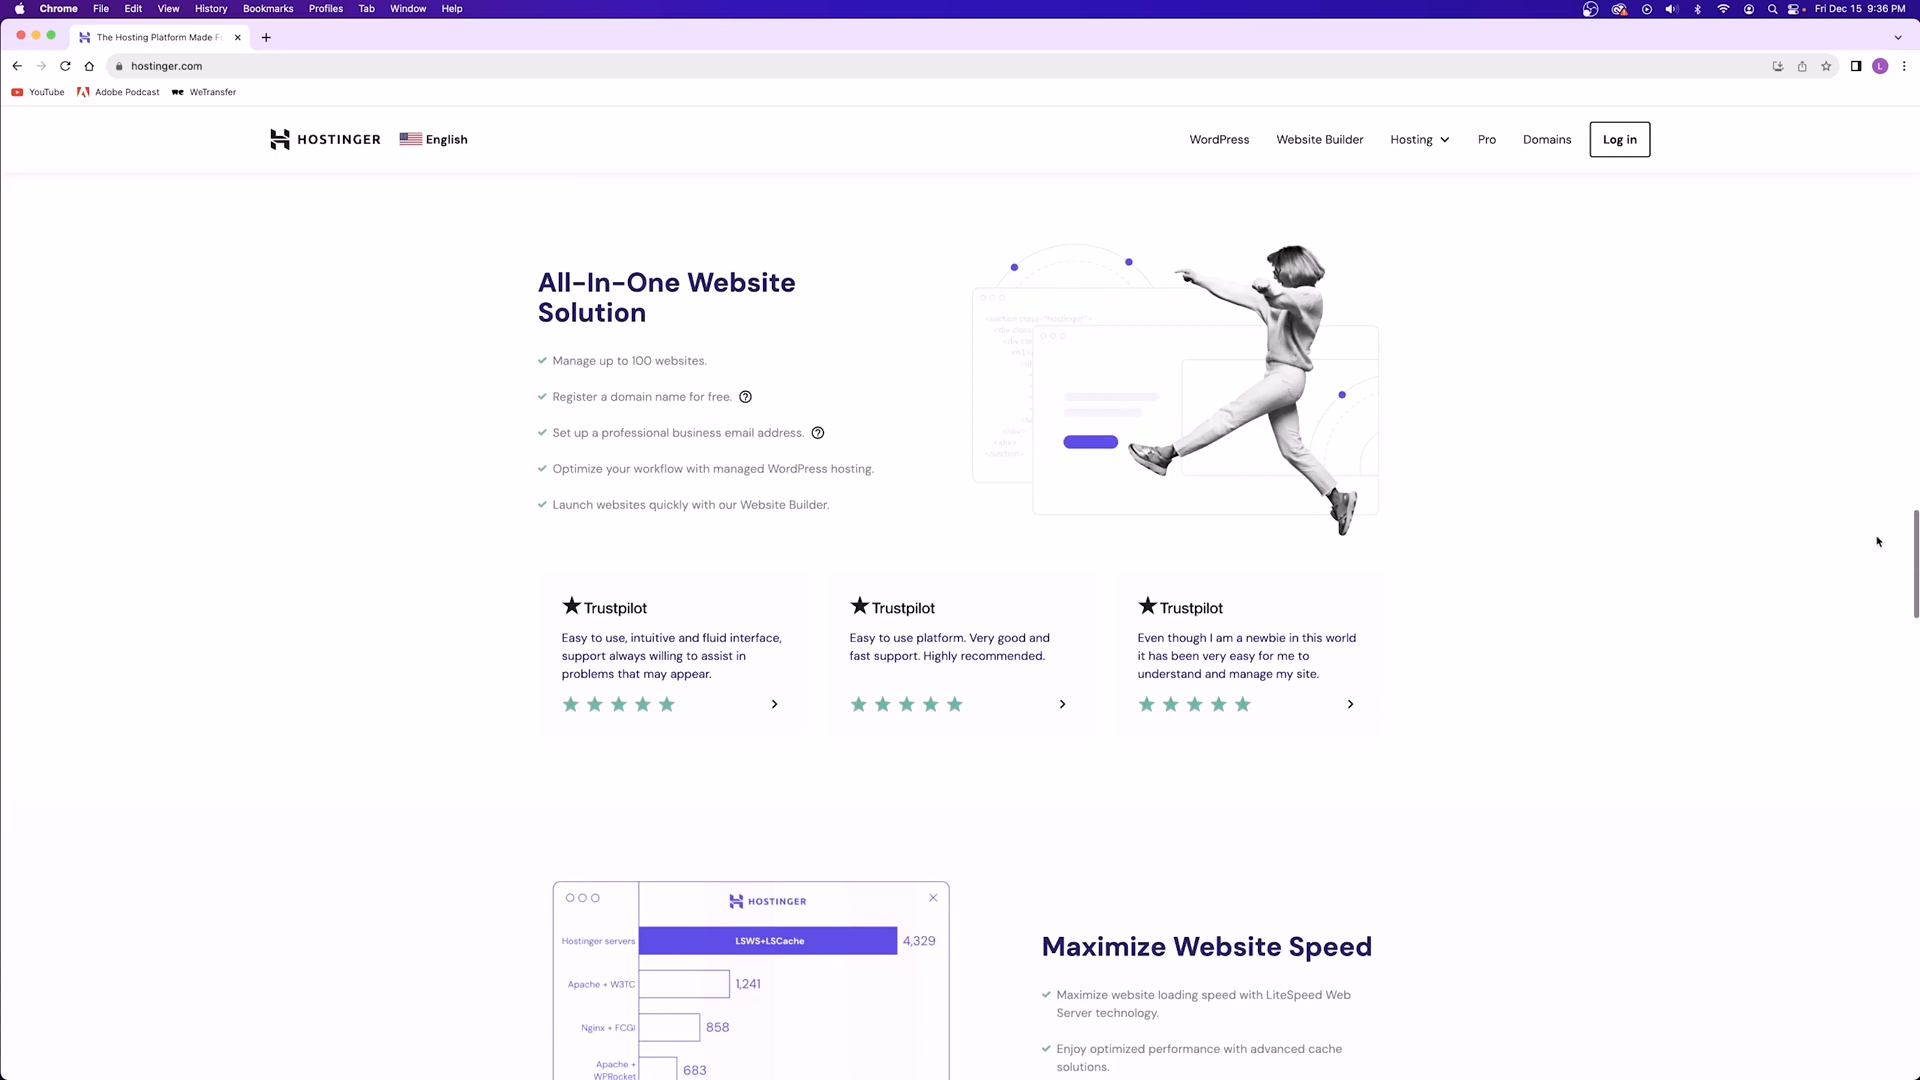 Chrome File Edit View History Bookmarks Profiles Tab Window Help Fri Dec 15 9:36 PM
The Hosting Platform Made F
hostinger.com
L
YouTube Adobe Podcast WeTransfer
HOSTINGER English WordPress Website Builder Hosting Pro Domains Log in
All-In-One Website
Solution
Manage up to 100 websites.
Register a domain name for free.
Set up a professional business email address.
Optimize your workflow with managed WordPress hosting.
Launch websites quickly with our Website Builder.
<section class="hostinger">
Trustpilot
Easy to use, intuitive and fluid interface,
support always willing to assist in
problems that may appear.
Trustpilot
Easy to use platform. Very good and
fast support. Highly recommended.
Trustpilot
Even though I am a newbie in this world
it has been very easy for me to
understand and manage my site.
HOSTINGER
Hostinger servers LSWS+LSCache 4,329
Apache + W3TC 1,241
Nginx + FCGI 858
Apache +
WPRocket 683
Maximize Website Speed
Maximize website loading speed with LiteSpeed Web
Server technology.
Enjoy optimized performance with advanced cache
solutions.